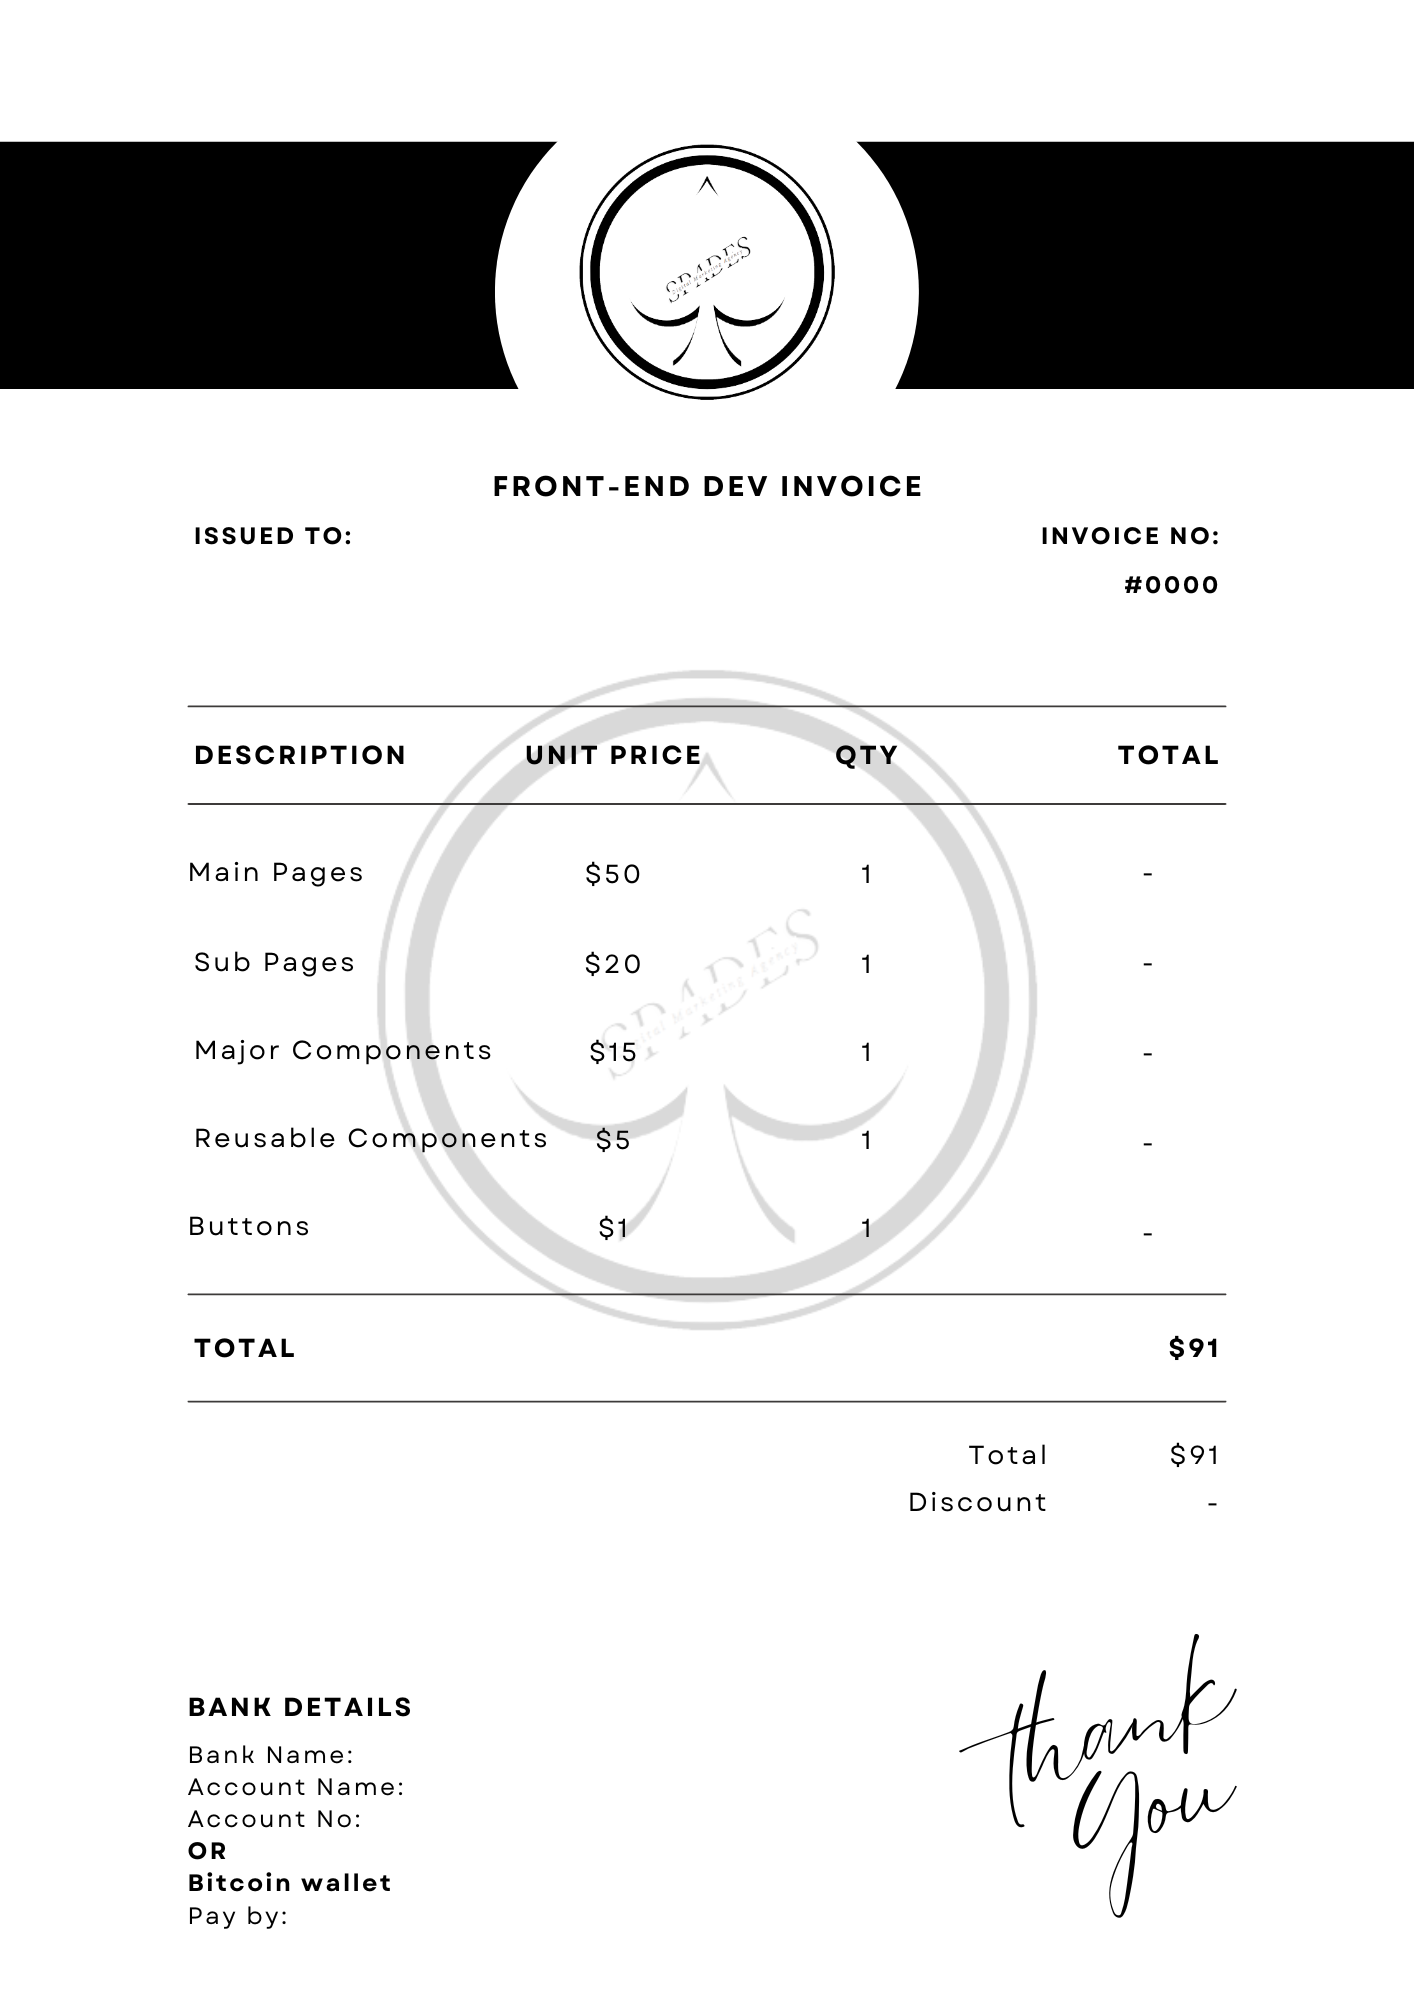 SPADES
Digital Marketing Agency
FRONT-END DEV INVOICE
ISSUED TO: INVOICE NO:
#0000
DESCRIPTION UNIT PRICE QTY TOTAL
Main Pages $50 1 -
Sub Pages $20 1 -
SPADES
Digital Marketing Agency
Major Components $15 1 -
Reusable Components $5 1 -
Buttons $1 1 -
TOTAL $91
Total $91
Discount -
thank
you
BANK DETAILS
Bank Name:
Account Name:
Account No:
OR
Bitcoin wallet
Pay by: